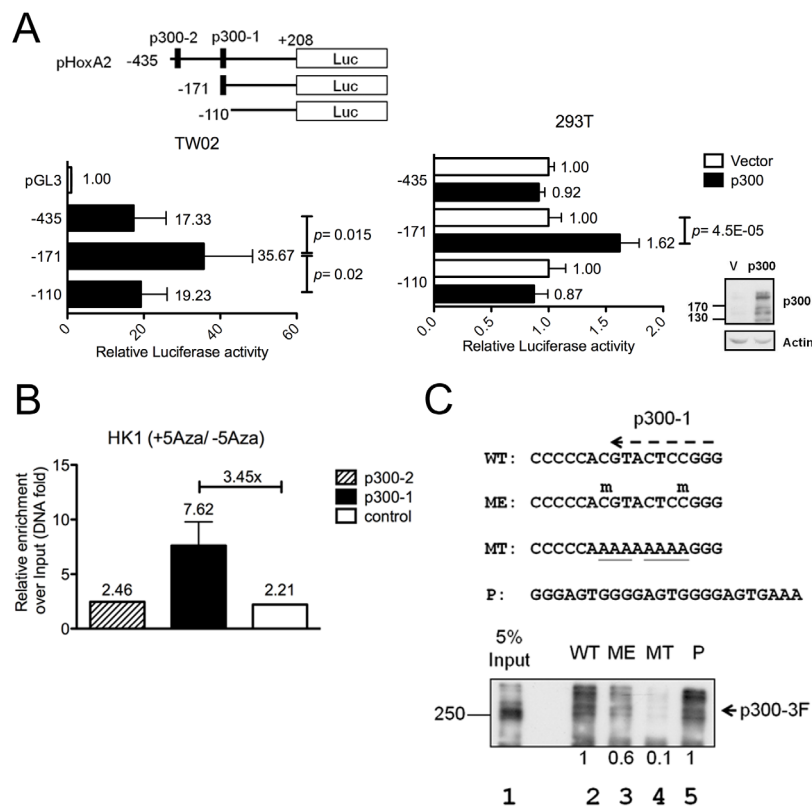 A
p300-2 p300-1 +208
pHoxA2 -435 Luc
-171 Luc
-110 Luc
TW02
pGL3 1.00
-435 17.33
-171 35.67
-110 19.23
p= 0.015
p= 0.02
0 20 40 60
Relative Luciferase activity
293T
Vector
p300
-435 1.00
0.92
-171 1.00
1.62
-110 1.00
0.87
p= 4.5E-05
0.0 0.5 1.0 1.5 2.0
Relative Luciferase activity
V p300
170
130
p300
Actin
B
HK1 (+5Aza/ -5Aza)
Relative enrichment
over Input (DNA fold)
15
10
5
0
3.45x
2.46
7.62
2.21
p300-2
p300-1
control
C
p300-1
WT: CCCCCACGTACTCCGGG
m m
ME: CCCCCACGTACTCCGGG
MT: CCCCCAAAAAAAAAGGG
P: GGGAGTGGGGAGTGGGGAGTGAAA
5%
Input WT ME MT P
250
p300-3F
1 0.6 0.1 1
1 2 3 4 5